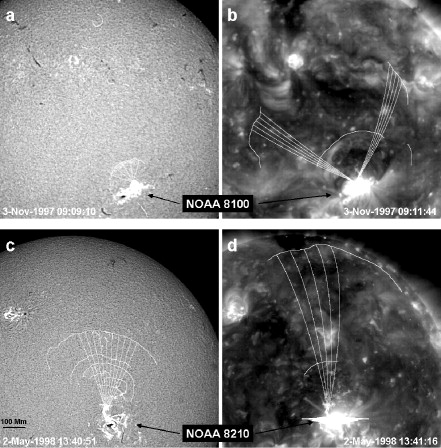 a
b
3-Nov-1997 09:09:10
NOAA 8100
3-Nov-1997 09:11:44
c
d
100 Mm
2-May-1998 13:40:51
NOAA 8210
2-May-1998 13:41:16